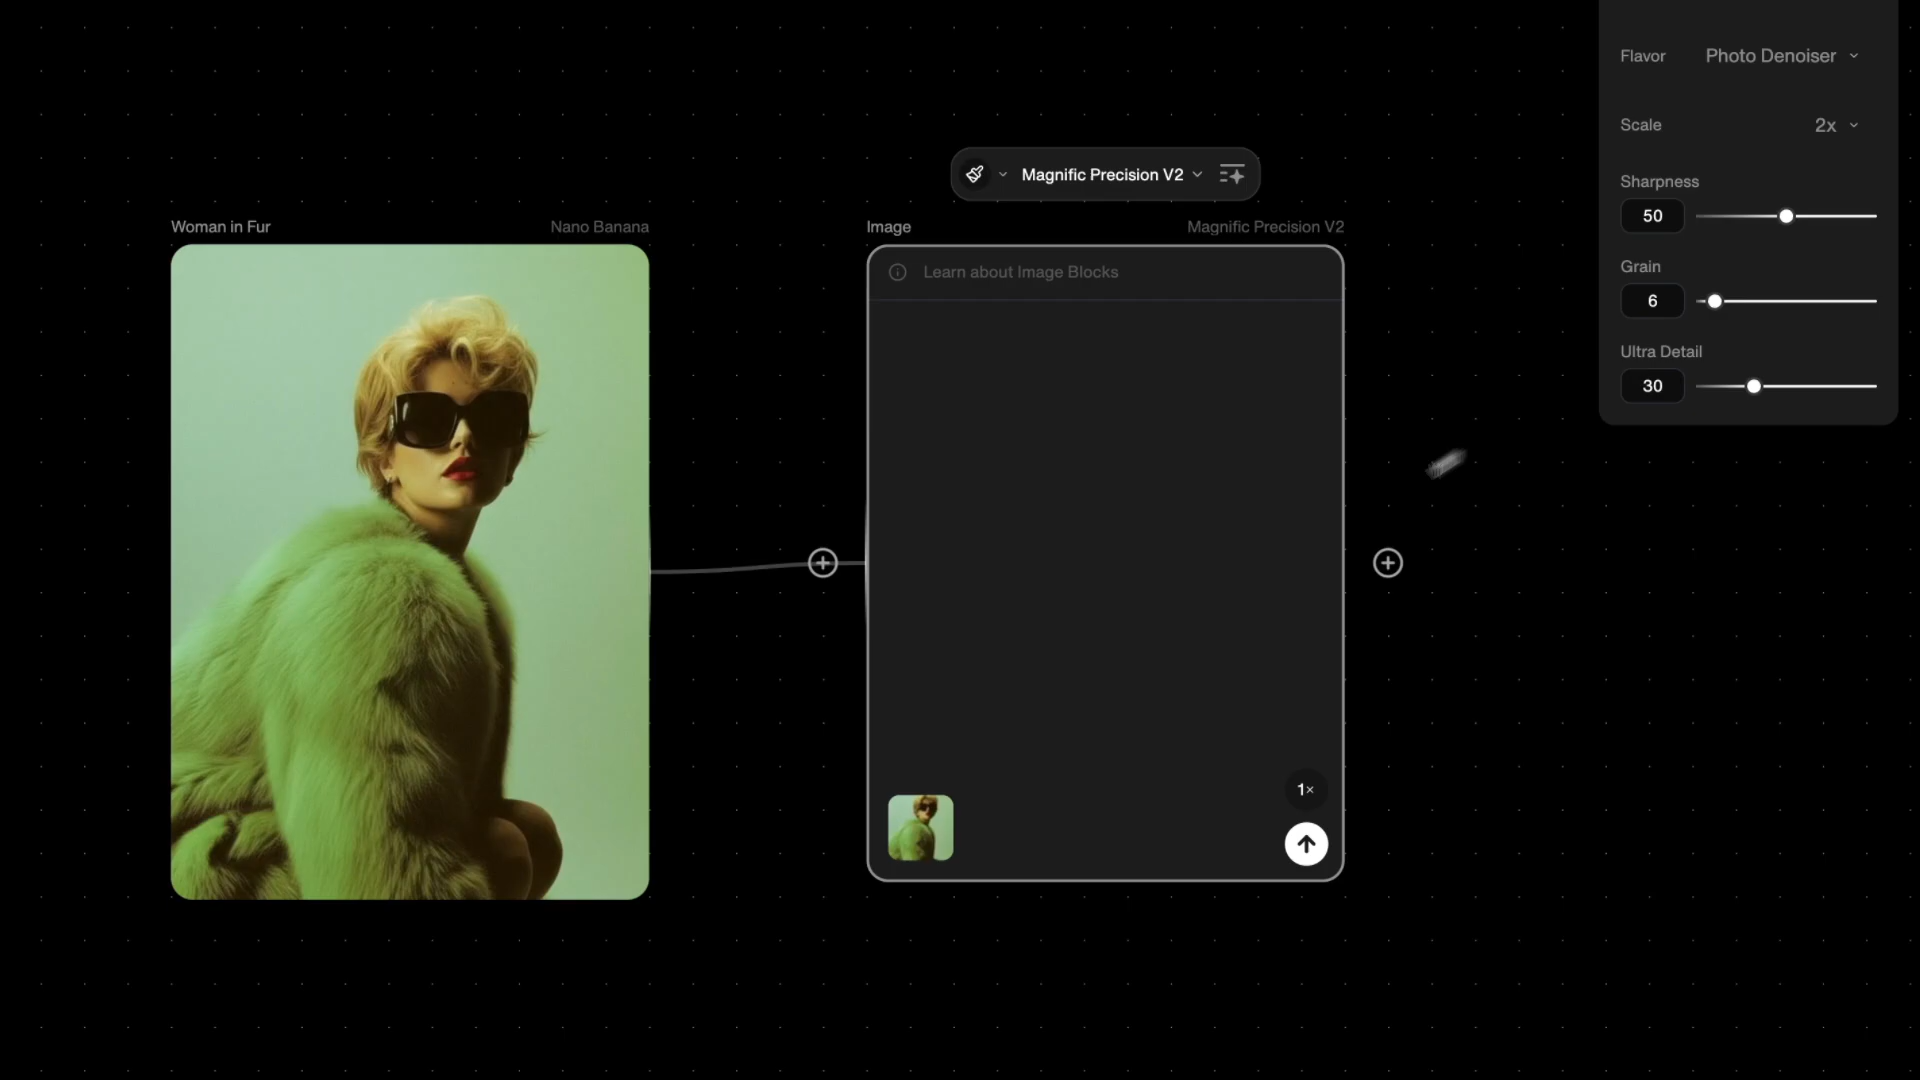 Flavor
Photo Denoiser
Scale
2x
Magnific Precision V2
Sharpness
50
Woman in Fur
Nano Banana
Image
Magnific Precision V2
Learn about Image Blocks
Grain
6
Ultra Detail
30
1×